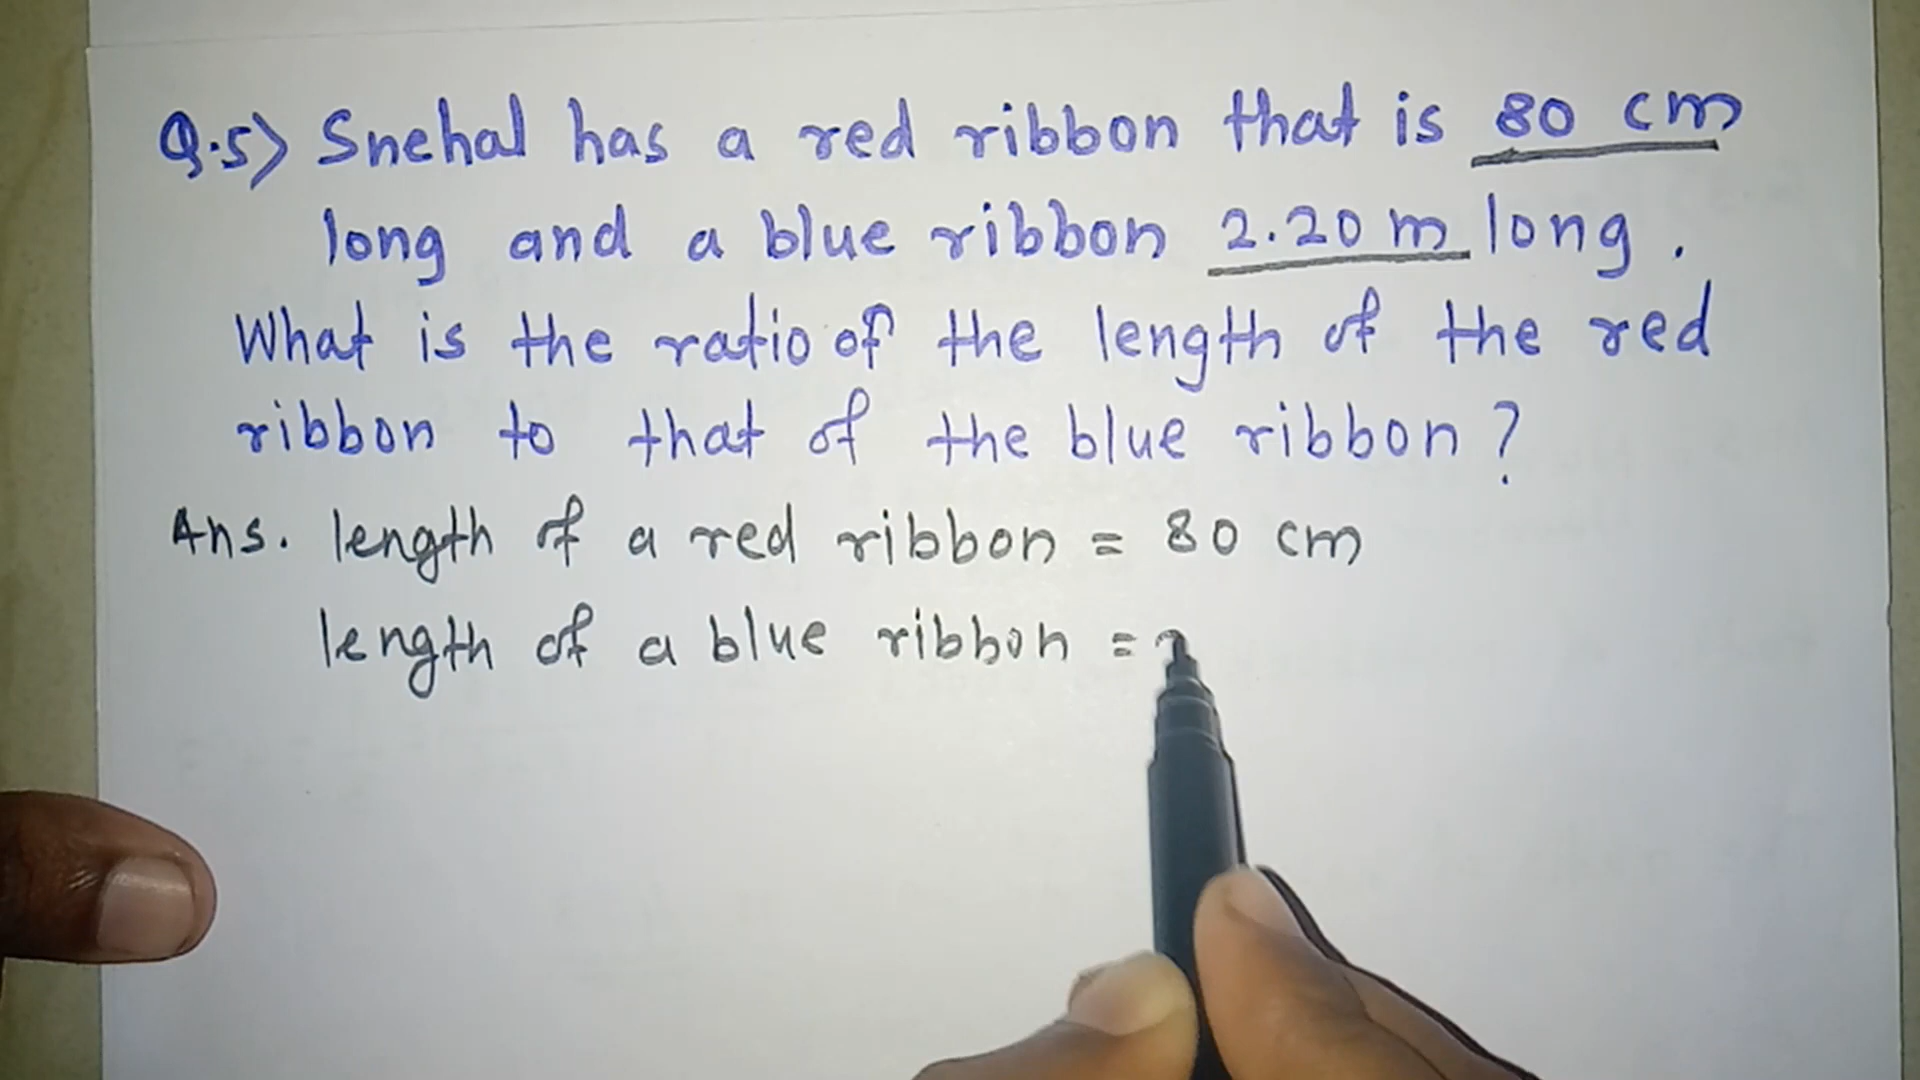 Q.5) Snehal has a red ribbon that is 80 cm
long and a blue ribbon 2.20 m long.
What is the ratio of the length of the red
ribbon to that of the blue ribbon?
Ans. length of a red ribbon = 80 cm
length of a blue ribbon =